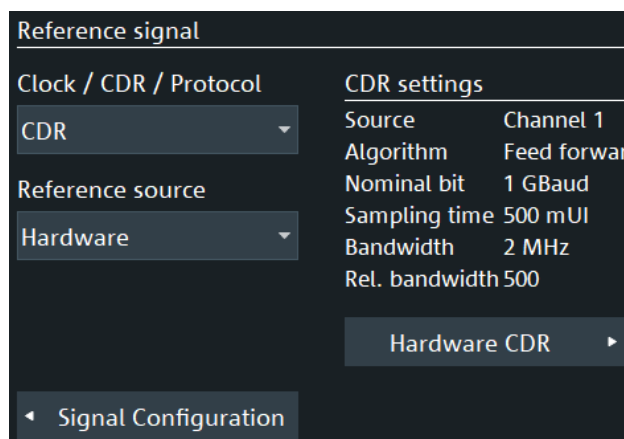 Reference signal
Clock / CDR / Protocol
CDR
Reference source
Hardware
Signal Configuration
CDR settings
Source Channel 1
Algorithm Feed forwar
Nominal bit 1 GBaud
Sampling time 500 mUI
Bandwidth 2 MHz
Rel. bandwidth 500
Hardware CDR